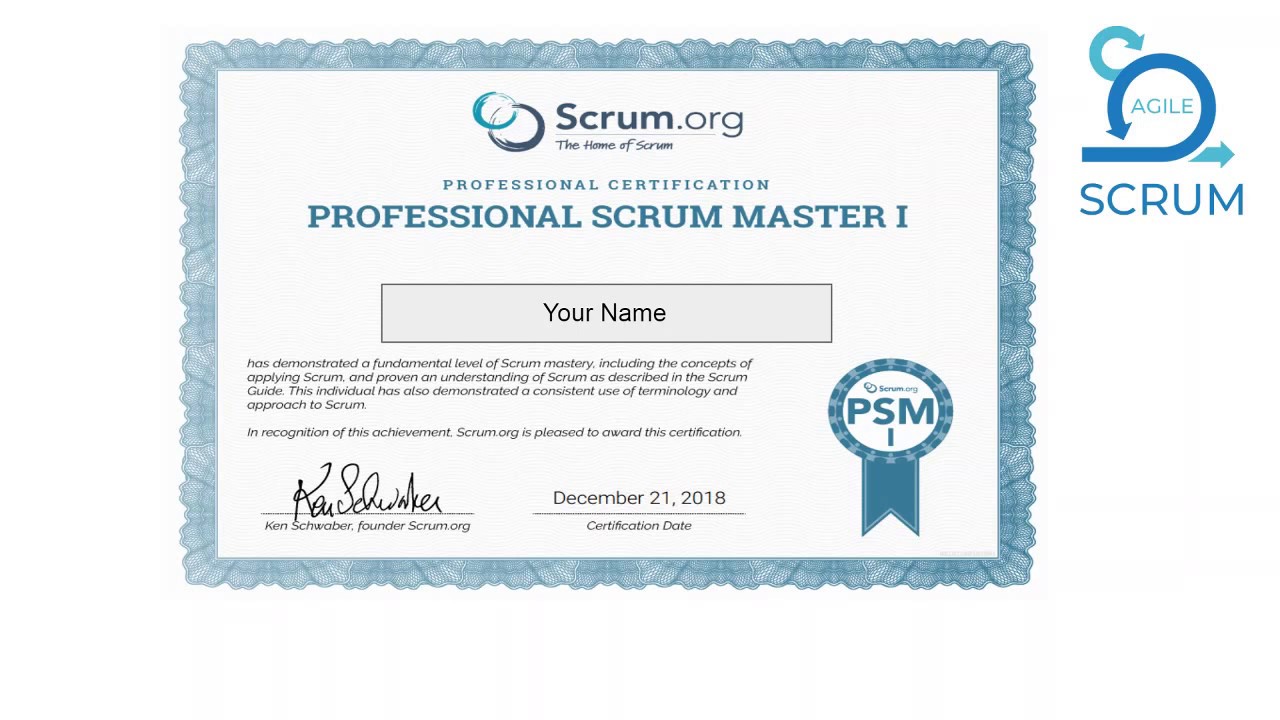 Scrum.org
The Home of Scrum
AGILE
SCRUM
PROFESSIONAL CERTIFICATION
PROFESSIONAL SCRUM MASTER I
Your Name
has demonstrated a fundamental level of Scrum mastery, including the concepts of
applying Scrum, and proven an understanding of Scrum as described in the Scrum
Guide. This individual has also demonstrated a consistent use of terminology and
approach to Scrum.
In recognition of this achievement, Scrum.org is pleased to award this certification.
Scrum.org
PSM
I
Ken Schwaber
December 21, 2018
Ken Schwaber, founder Scrum.org
Certification Date